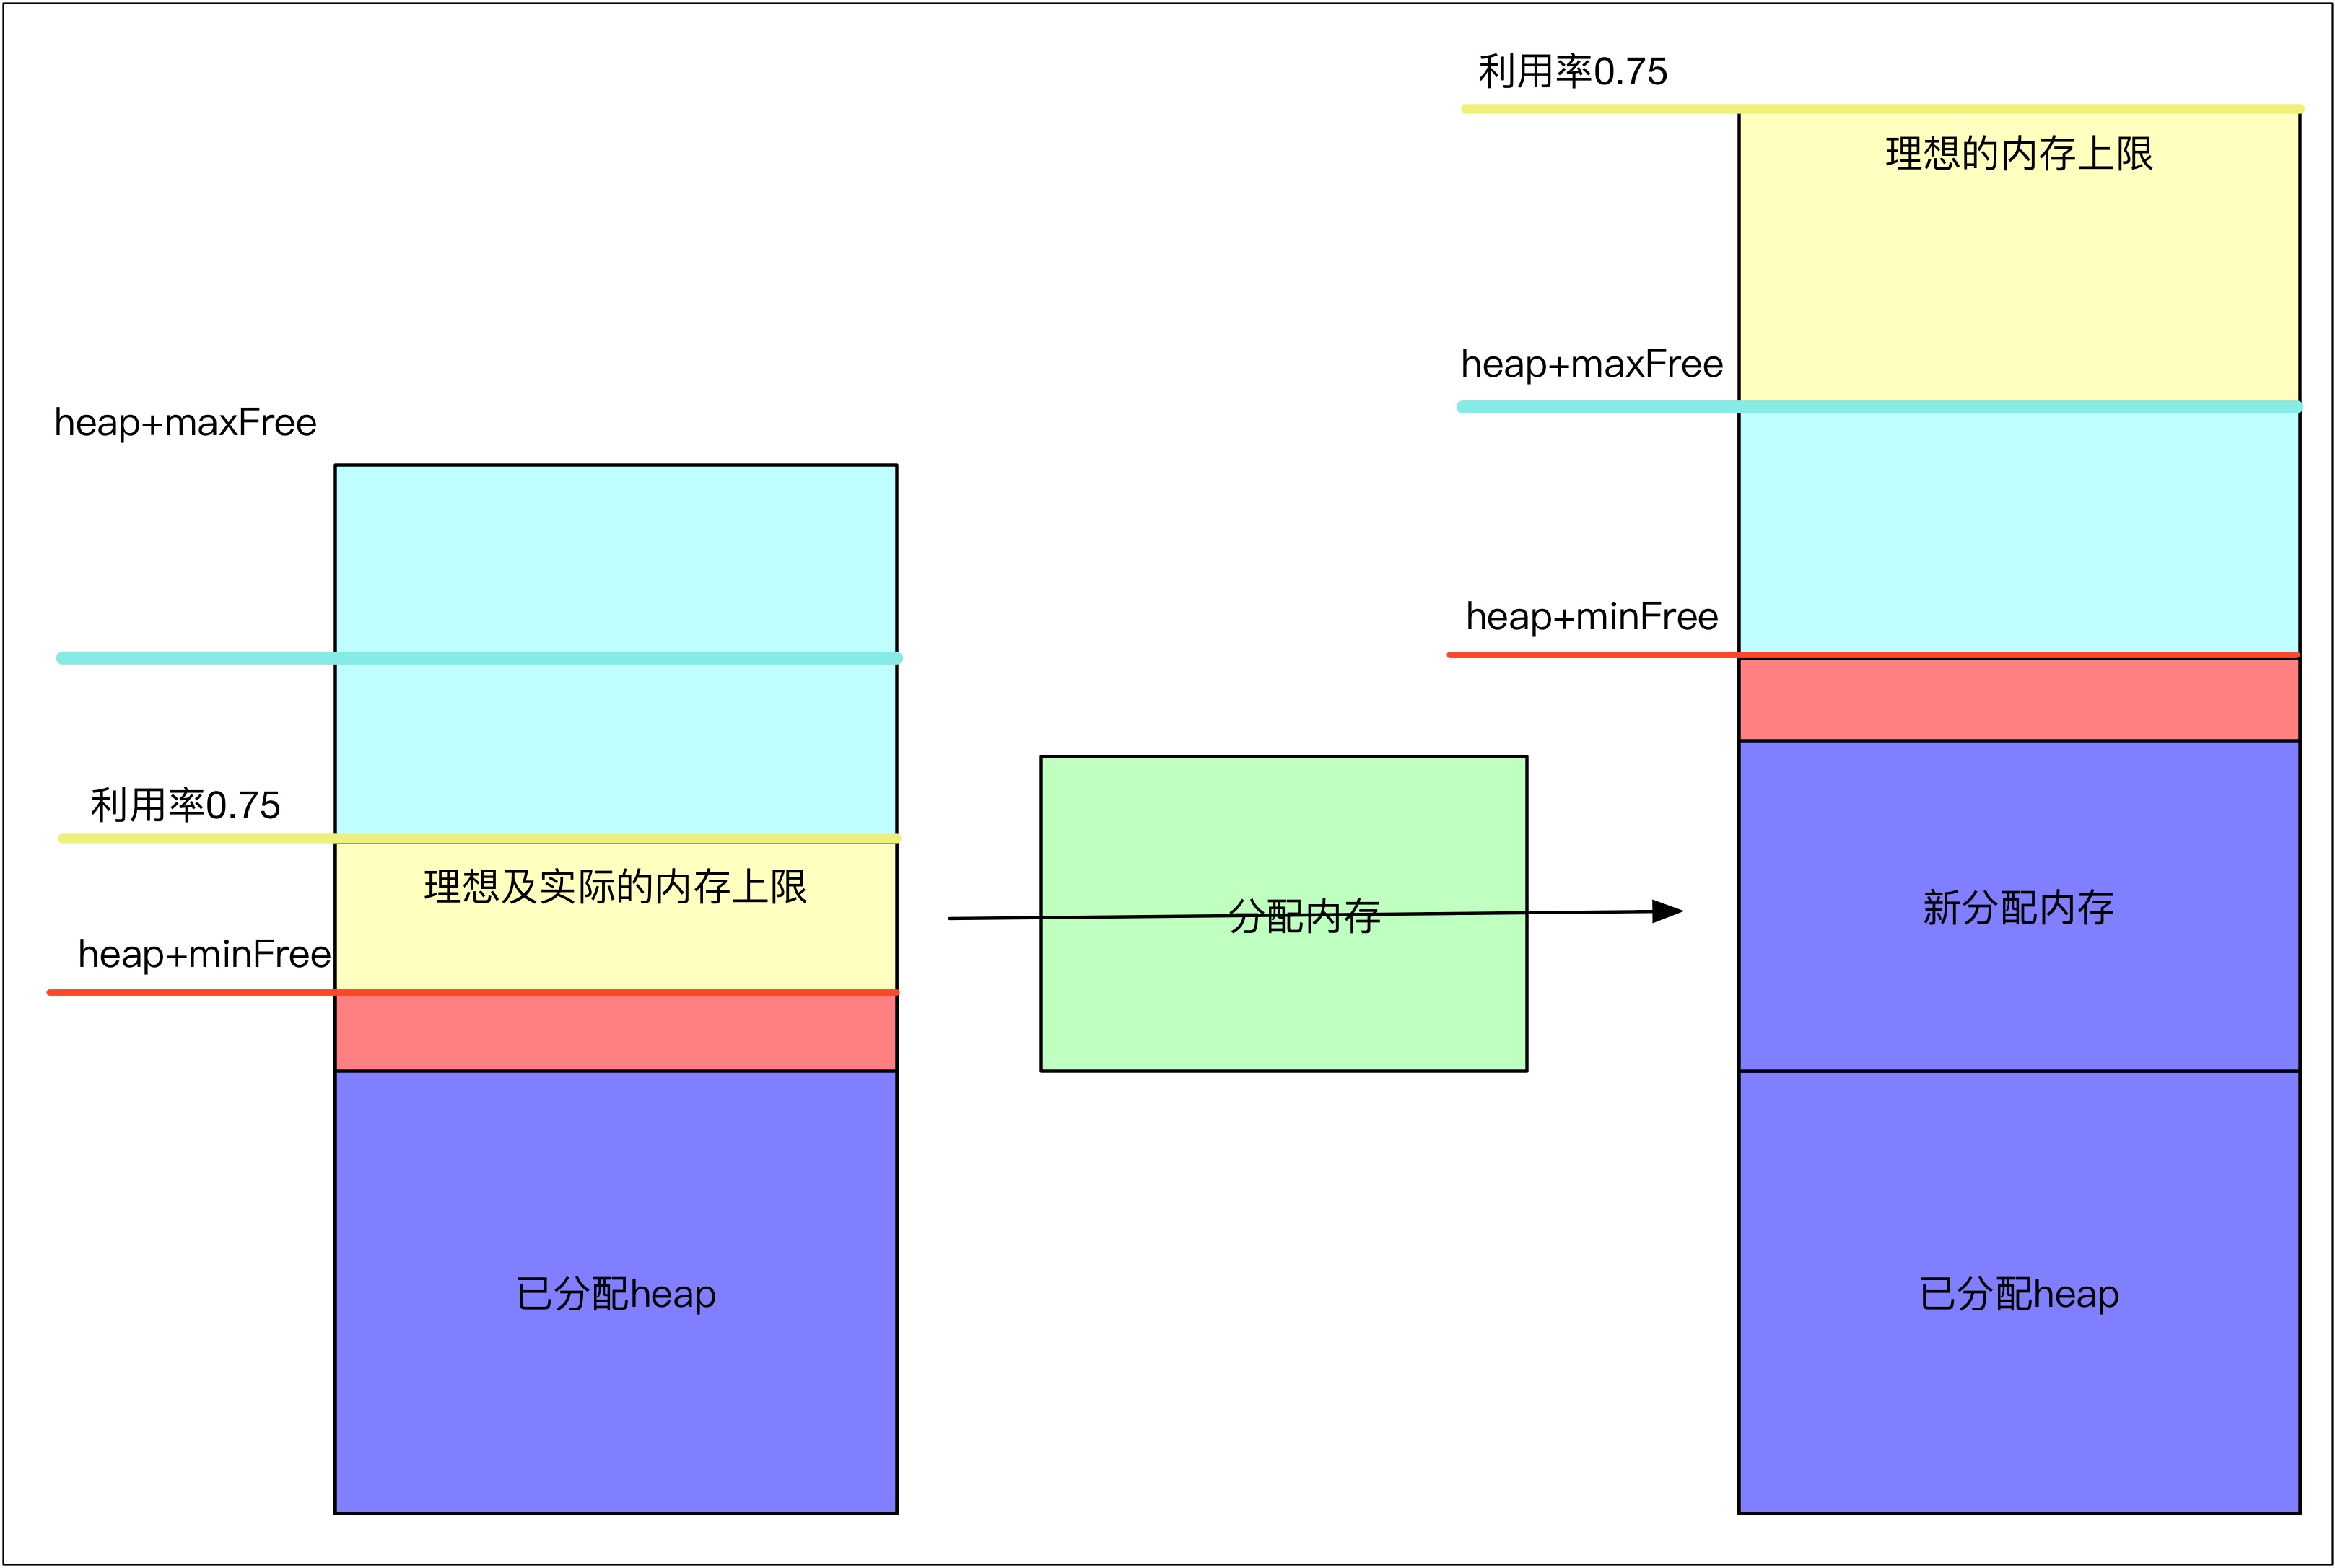 heap+maxFree
利用率0.75
理想及实际的内存上限
heap+minFree
已分配heap
分配内存
利用率0.75
理想的内存上限
heap+maxFree
heap+minFree
新分配内存
已分配heap